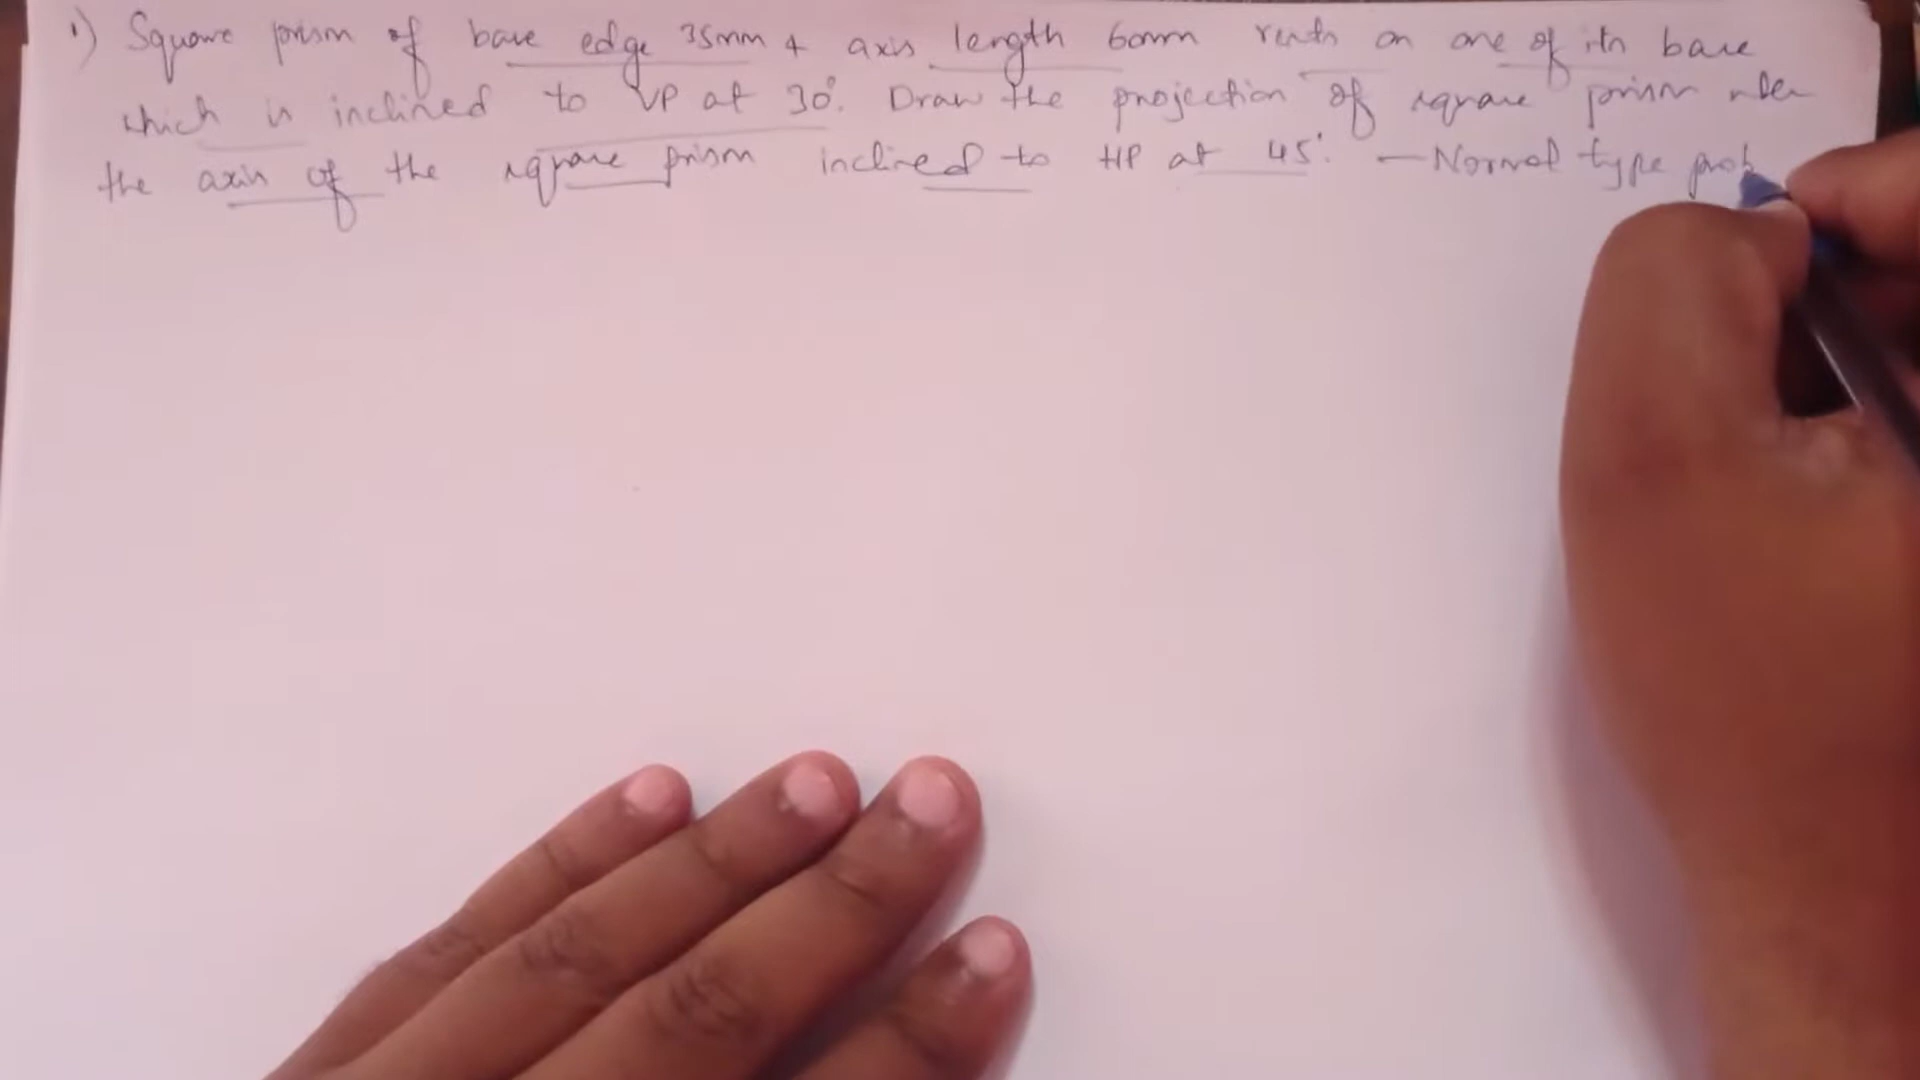 1) Square prism of base edge 35mm & axis length 60mm rests on one of its base
which is inclined to VP at 30°. Draw the projection of square prism when
the axis of the square prism inclined to HP at 45°. - Normal type prob